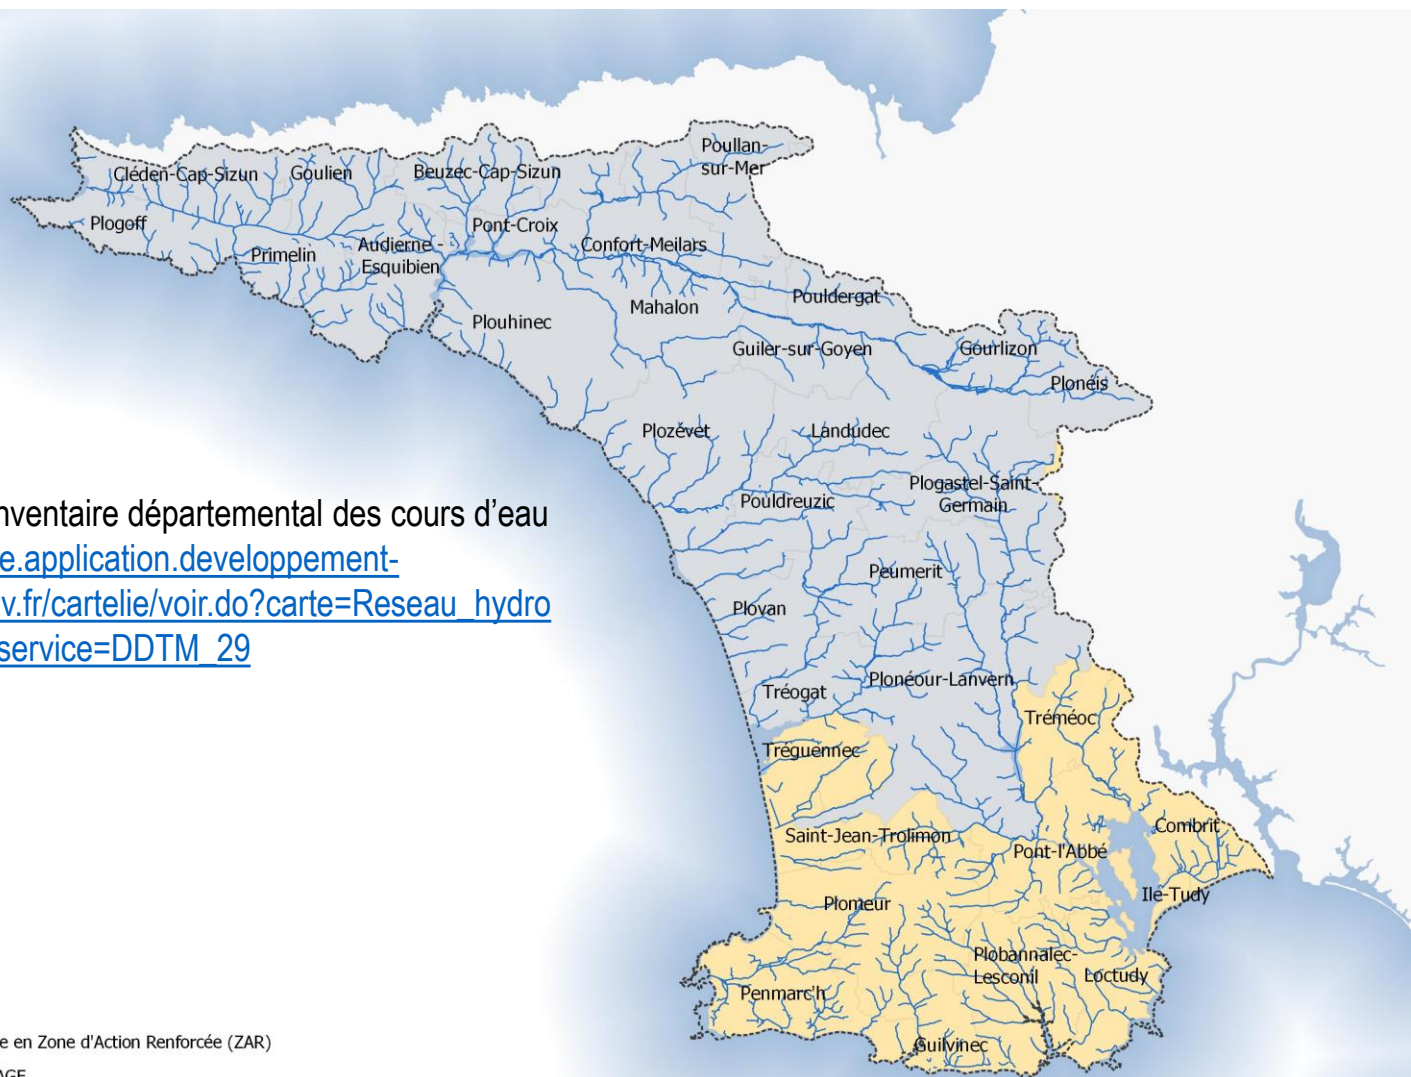 Poullan-
sur-Mer
Cléden-Cap-Sizun
Goulien
Beuzec-Cap-Sizun
Plogoff
Primelin
Audierne -
Esquibien
Pont-Croix
Confort-Meilars
Mahalon
Pouldergat
Plouhinec
Guiler-sur-Goyen
Gourlizon
Plonéis
Plozévet
Landudec
Pouldreuzic
Plogastel-Saint-
Germain
nventaire départemental des cours d'eau
e.application.developpement-
v.fr/cartelie/voir.do?carte=Reseau_hydro
service=DDTM_29
Peumerit
Plovan
Tréogat
Plonéour-Lanvern
Tréméoc
Tréguennec
Saint-Jean-Trolimon
Pont-l'Abbé
Combrit
Ile-Tudy
Plomeur
Plobannalec-
Lesconil
Loctudy
Penmarc'h
Guilvinec
e en Zone d'Action Renforcée (ZAR)
AGE